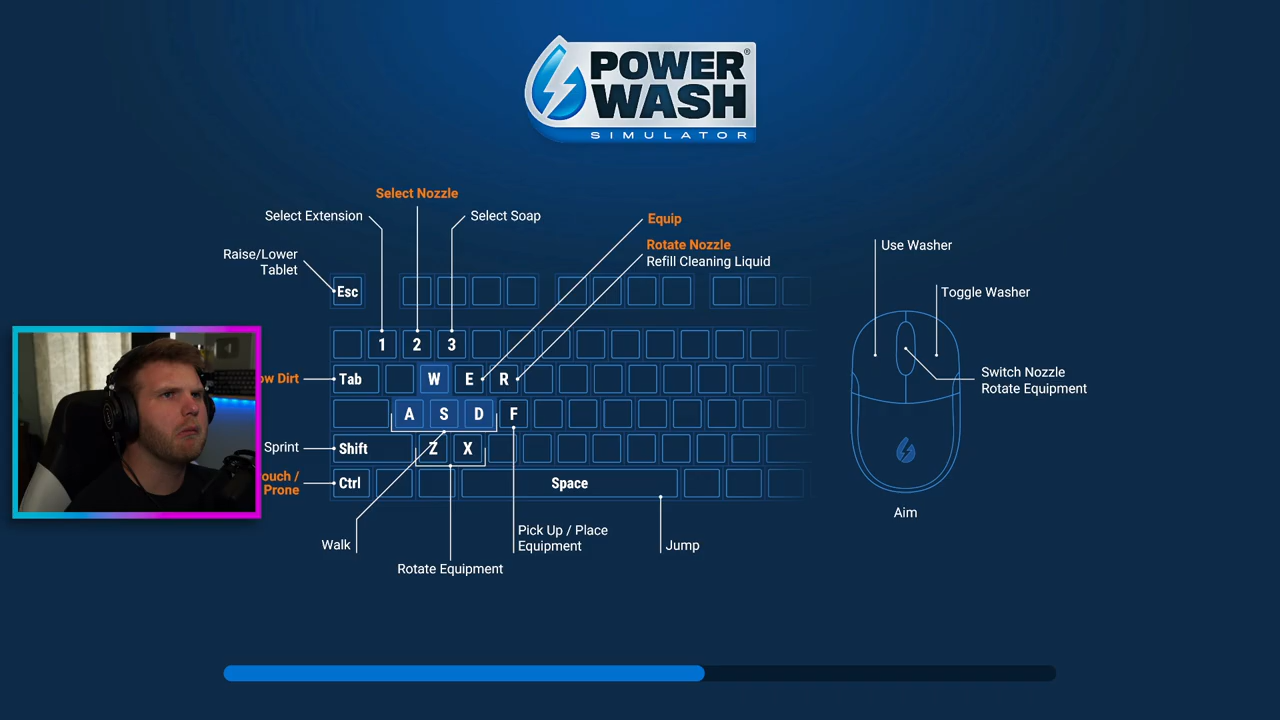 POWER®
WASH
SIMULATOR
Select Nozzle
Select Extension
Select Soap
Equip
Rotate Nozzle
Refill Cleaning Liquid
Raise/Lower
Tablet
Use Washer
Toggle Washer
Esc
1 2 3
Tab W E R
Switch Nozzle
Rotate Equipment
A S D F
Sprint Shift Z X
Prone Ctrl Space
Aim
Walk
Pick Up / Place
Equipment
Jump
Rotate Equipment